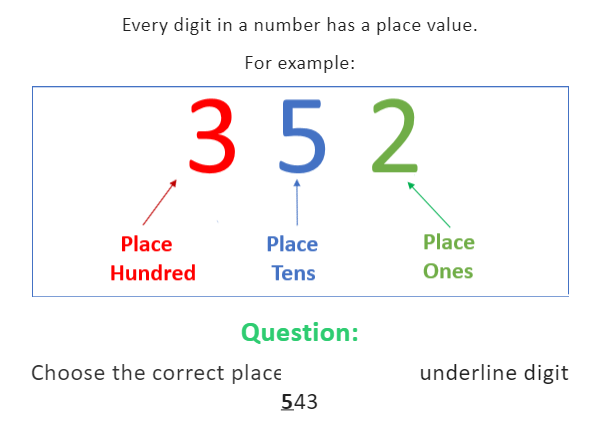 Every digit in a number has a place value.
For example:
3 5 2
Place Place Place
Hundred Tens Ones
Question:
Choose the correct place underline digit
543